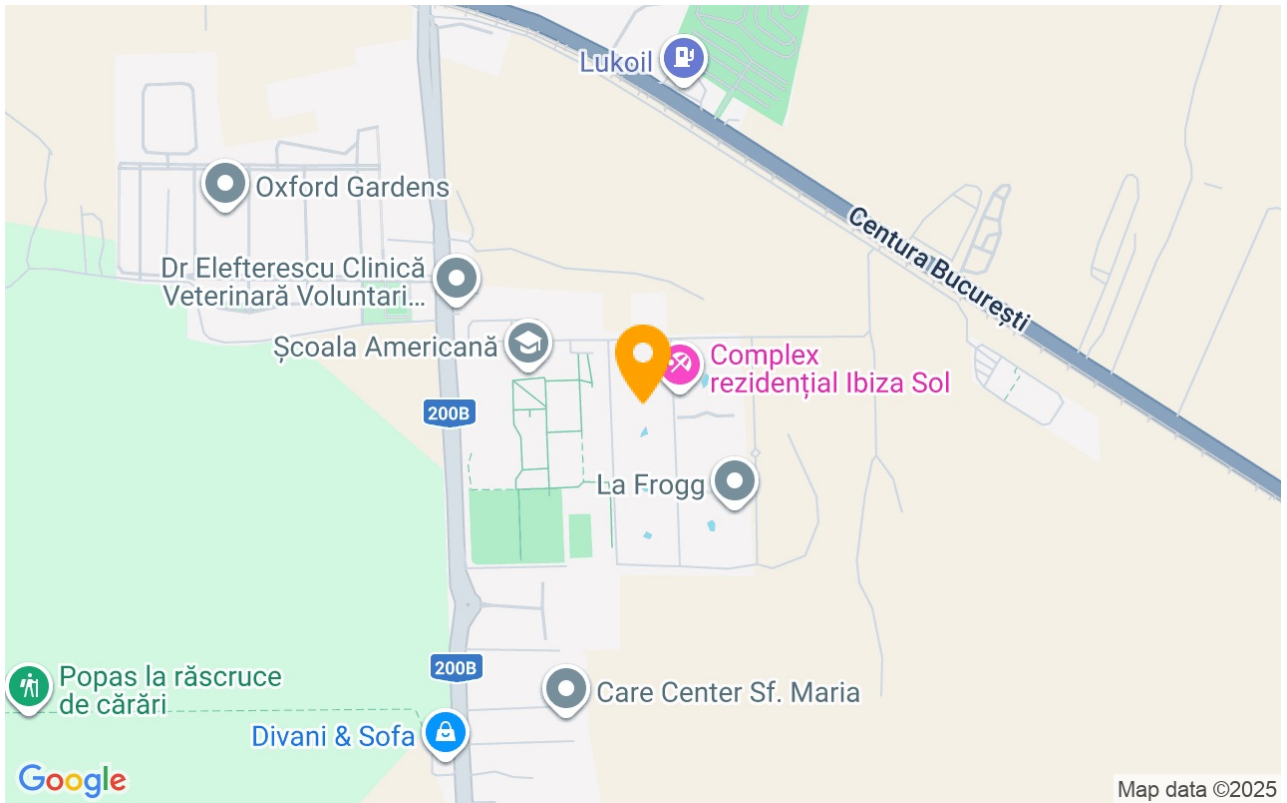 Lukoil
Oxford Gardens
Centura București
Dr Elefterescu Clinică
Veterinară Voluntari...
Școala Americană
Complex
rezidențial Ibiza Sol
200B
La Frogg
200B
Popas la răscruce
de cărări
Care Center Sf. Maria
Divani & Sofa
Google
Map data ©2025